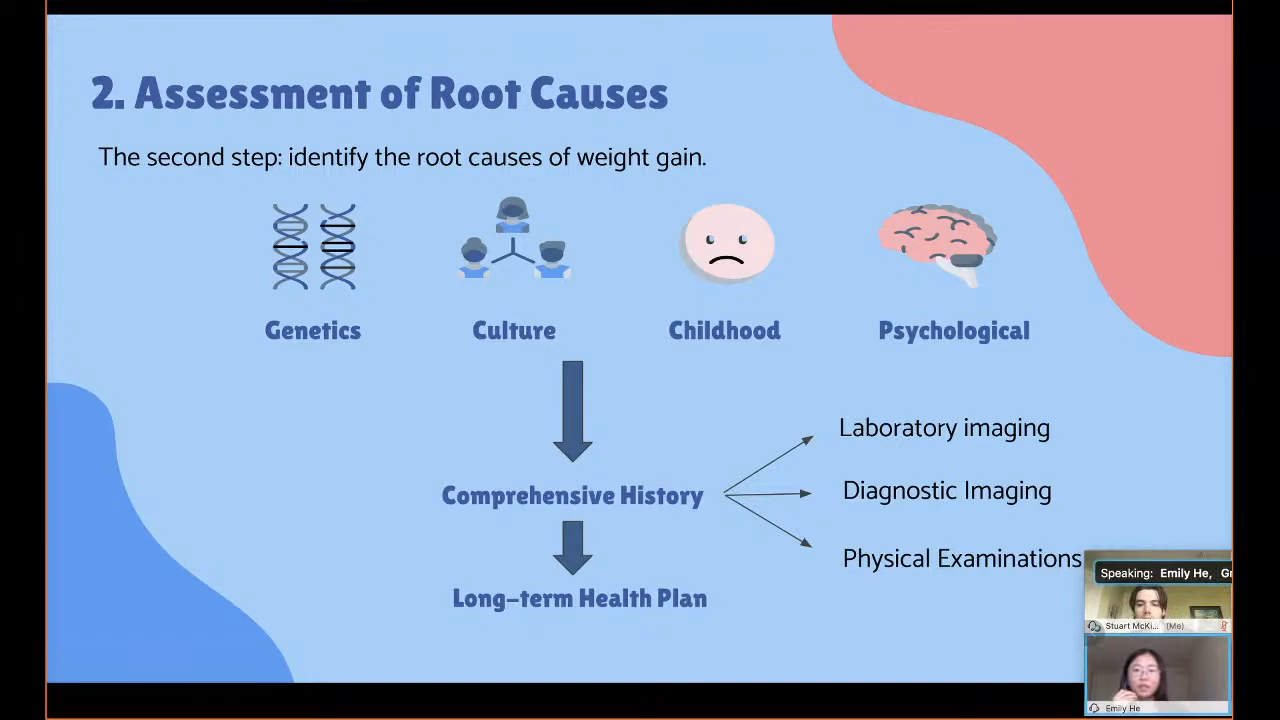 2. Assessment of Root Causes
The second step: identify the root causes of weight gain.
Genetics
Culture
Childhood
Psychological
Laboratory imaging
Comprehensive History
Diagnostic Imaging
Physical Examinations
Long-term Health Plan
Speaking: Emily He, G
Stuart McKi... (Me)
Emily He